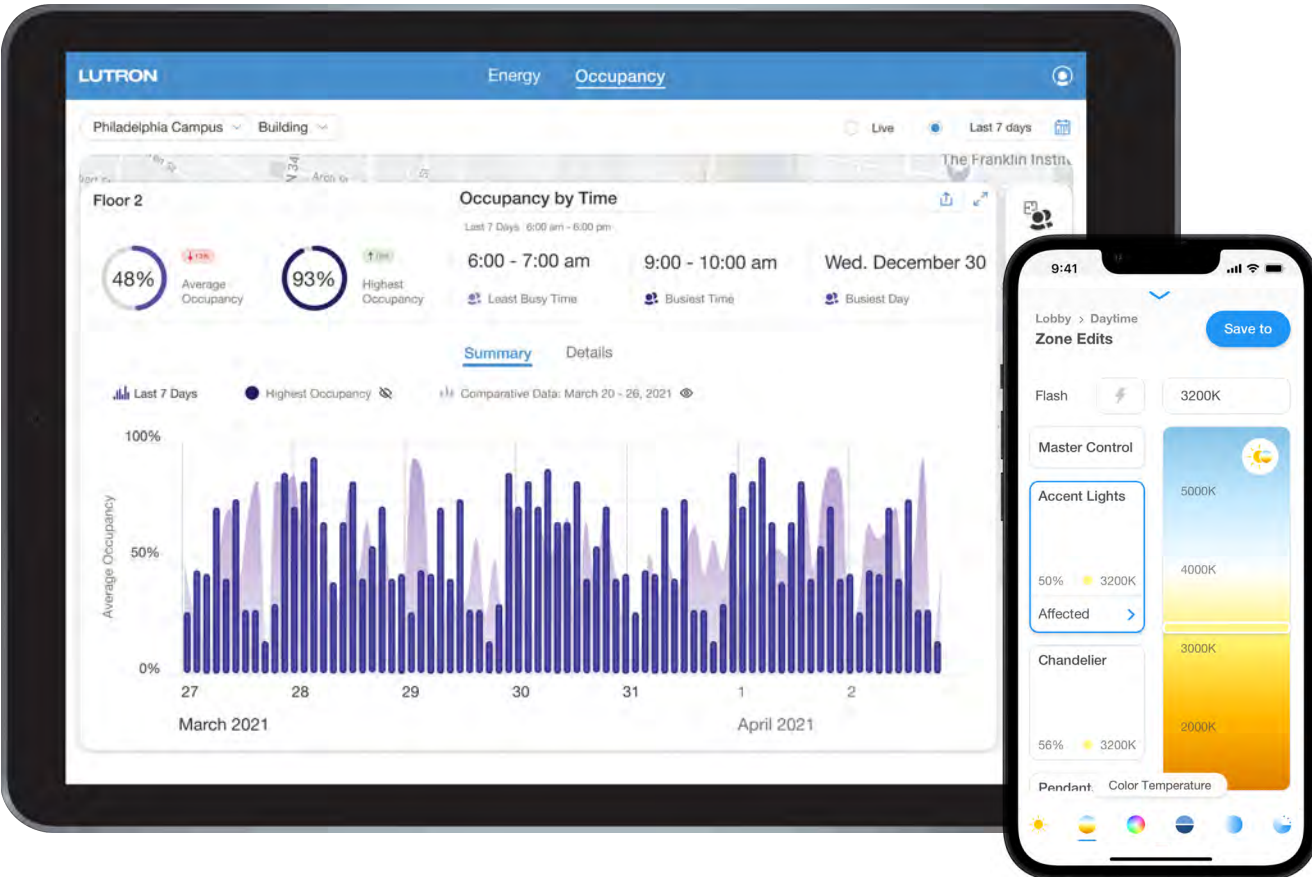 LUTRON
Energy Occupancy
Philadelphia Campus Building
Live Last 7 days
The Franklin
N 34
Floor 2
Occupancy by Time
Last 7 Days 6:00 am - 6:00 pm
48%
Average
Occupancy
93%
Highest
Occupancy
6:00 - 7:00 am
Least Busy Time
9:00 - 10:00 am
Busiest Time
Wed. December 30
Busiest Day
Summary Details
Last 7 Days Highest Occupancy Comparative Data: March 20 - 26, 2021
Average Occupancy
100%
50%
0%
27 28 29 30 31 1 2
March 2021 April 2021
9:41
Lobby > Daytime
Zone Edits
Save to
Flash
3200K
Master Control
Accent Lights
50% 3200K
Affected
Chandelier
56% 3200K
Pendant
5000K
4000K
3000K
2000K
Color Temperature